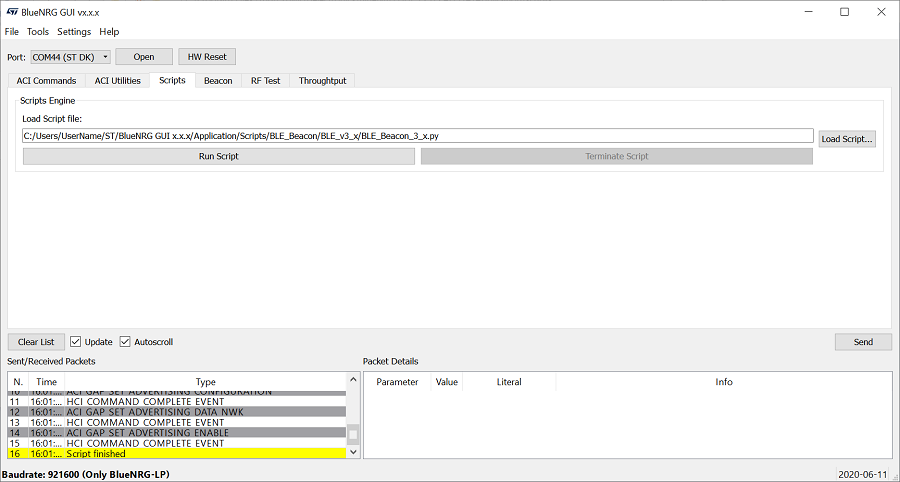 BlueNRG GUI vx.x.x
File Tools Settings Help
Port: COM44 (ST DK) Open HW Reset
ACI Commands ACI Utilities Scripts Beacon RF Test Throughtput
Scripts Engine
Load Script file:
C:/Users/UserName/ST/BlueNRG GUI x.x.x/Application/Scripts/BLE_Beacon/BLE_v3_x/BLE_Beacon_3_x.py Load Script...
Run Script Terminate Script
Clear List Update Autoscroll Send
Sent/Received Packets Packet Details
N. Time Type Parameter Value Literal Info
10 16:01:... ACI GAP SET ADVERTISING CONFIGURATION
11 16:01:... HCI COMMAND COMPLETE EVENT
12 16:01:... ACI GAP SET ADVERTISING DATA NWK
13 16:01:... HCI COMMAND COMPLETE EVENT
14 16:01:... ACI GAP SET ADVERTISING ENABLE
15 16:01:... HCI COMMAND COMPLETE EVENT
16 16:01:... Script finished
Baudrate: 921600 (Only BlueNRG-LP) 2020-06-11